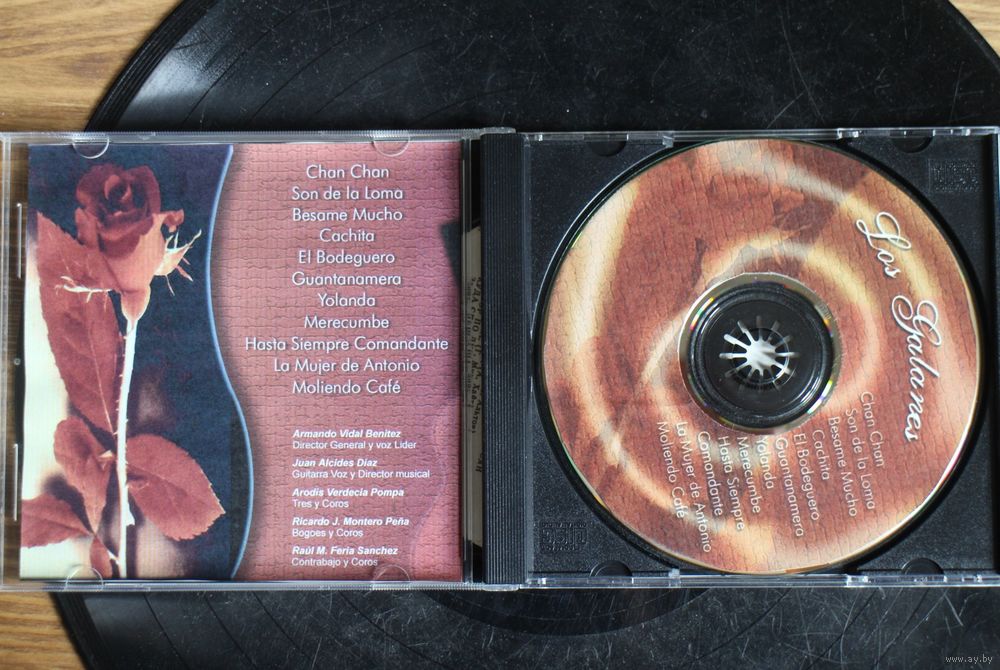 Chan Chan
Son de la Loma
Besame Mucho
Cachita
El Bodeguero
Guantanamera
Yolanda
Merecumbe
Hasta Siempre Comandante
La Mujer de Antonio
Moliendo Café
Armando Vidal Benitez
Director General y voz Lider
Juan Alcides Diaz
Guitarra Voz y Director musical
Arodis Verdecia Pompa
Tres y Coros
Ricardo J. Montero Peña
Bogoes y Coros
Raúl M. Feria Sanchez
Contrabajo y Coros
Los Galanes
Chan Chan
Son de la Loma
Besame Mucho
Cachita
El Bodeguero
Guantanamera
Yolanda
Merecumbe
Hasta Siempre
Comandante
La Mujer de Antonio
Moliendo Café
www.ay.by